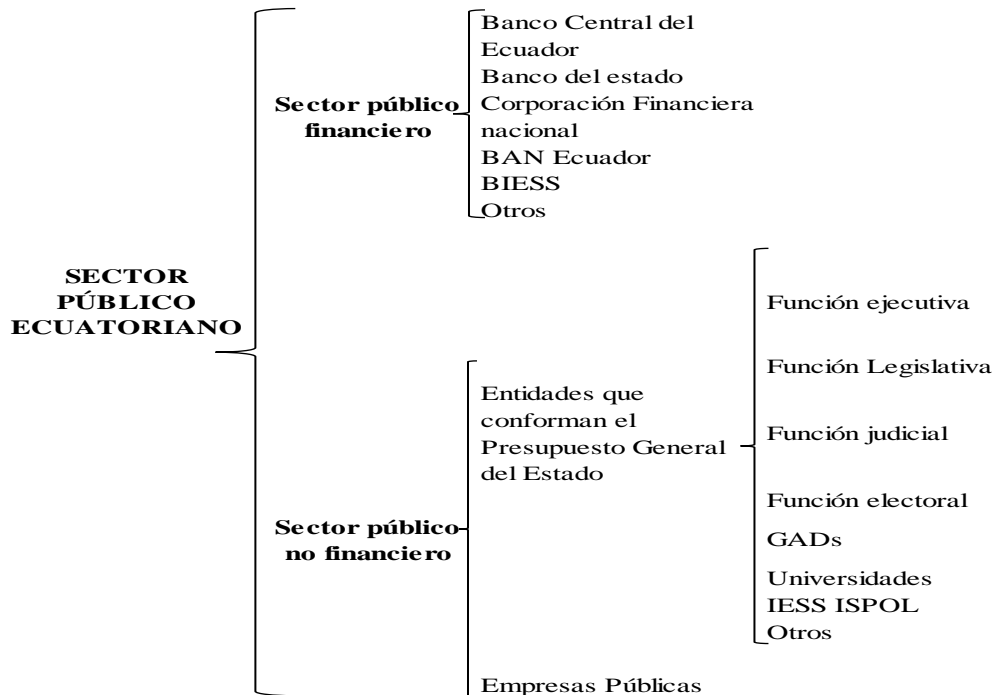 SECTOR
PÚBLICO
ECUATORIANO
Sector público
financiero
Banco Central del
Ecuador
Banco del estado
Corporación Financiera
nacional
BAN Ecuador
BIESS
Otros
Sector público
no financiero
Entidades que
conforman el
Presupuesto General
del Estado
Función ejecutiva
Función Legislativa
Función judicial
Función electoral
GADs
Universidades
IESS ISPOL
Otros
Empresas Públicas